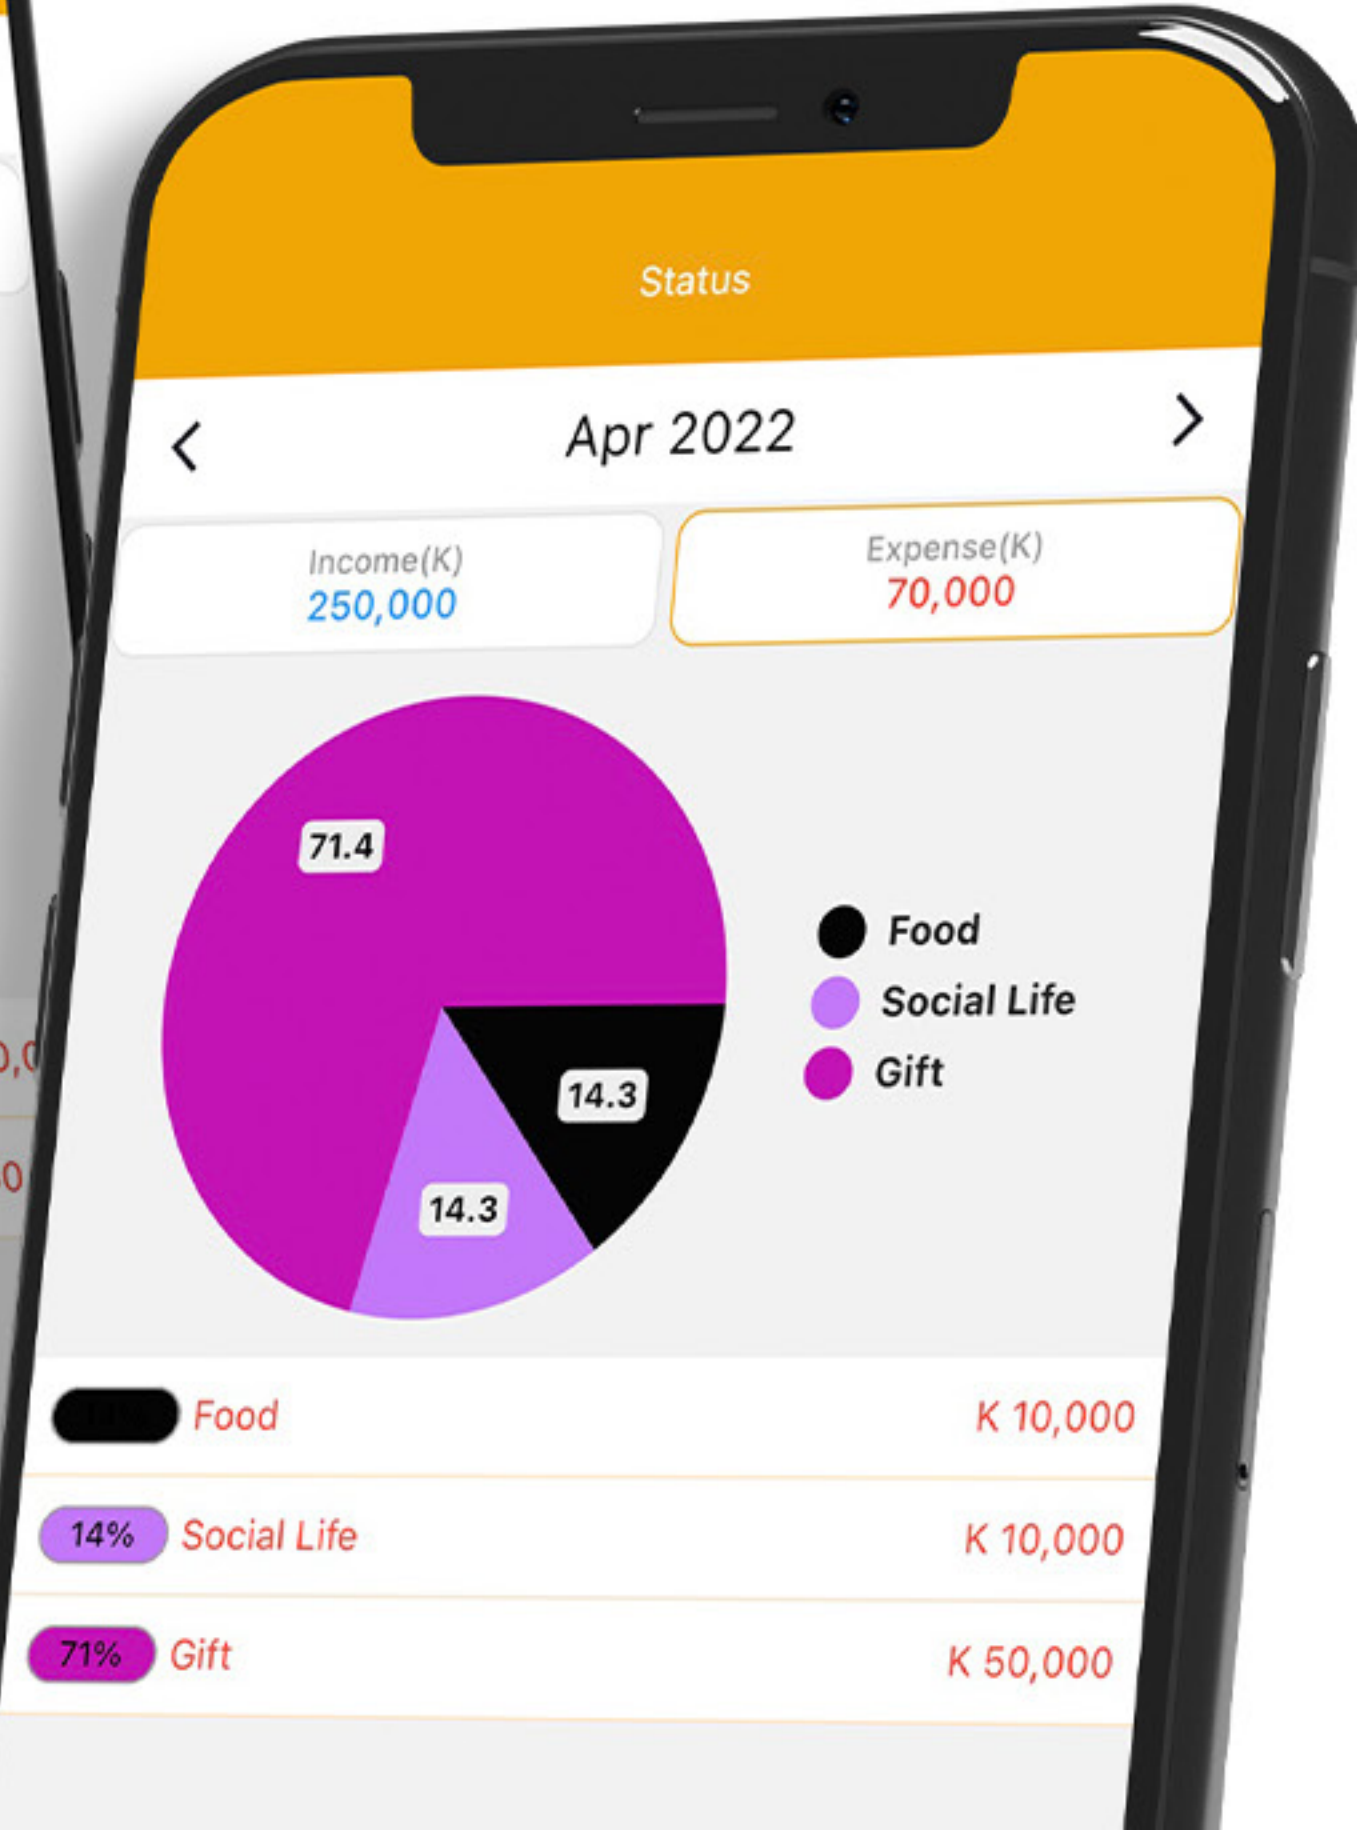 Status
Apr 2022
Income(K)
250,000
Expense(K)
70,000
71.4
14.3
14.3
Food
Social Life
Gift
14% Food K 10,000
14% Social Life K 10,000
71% Gift K 50,000